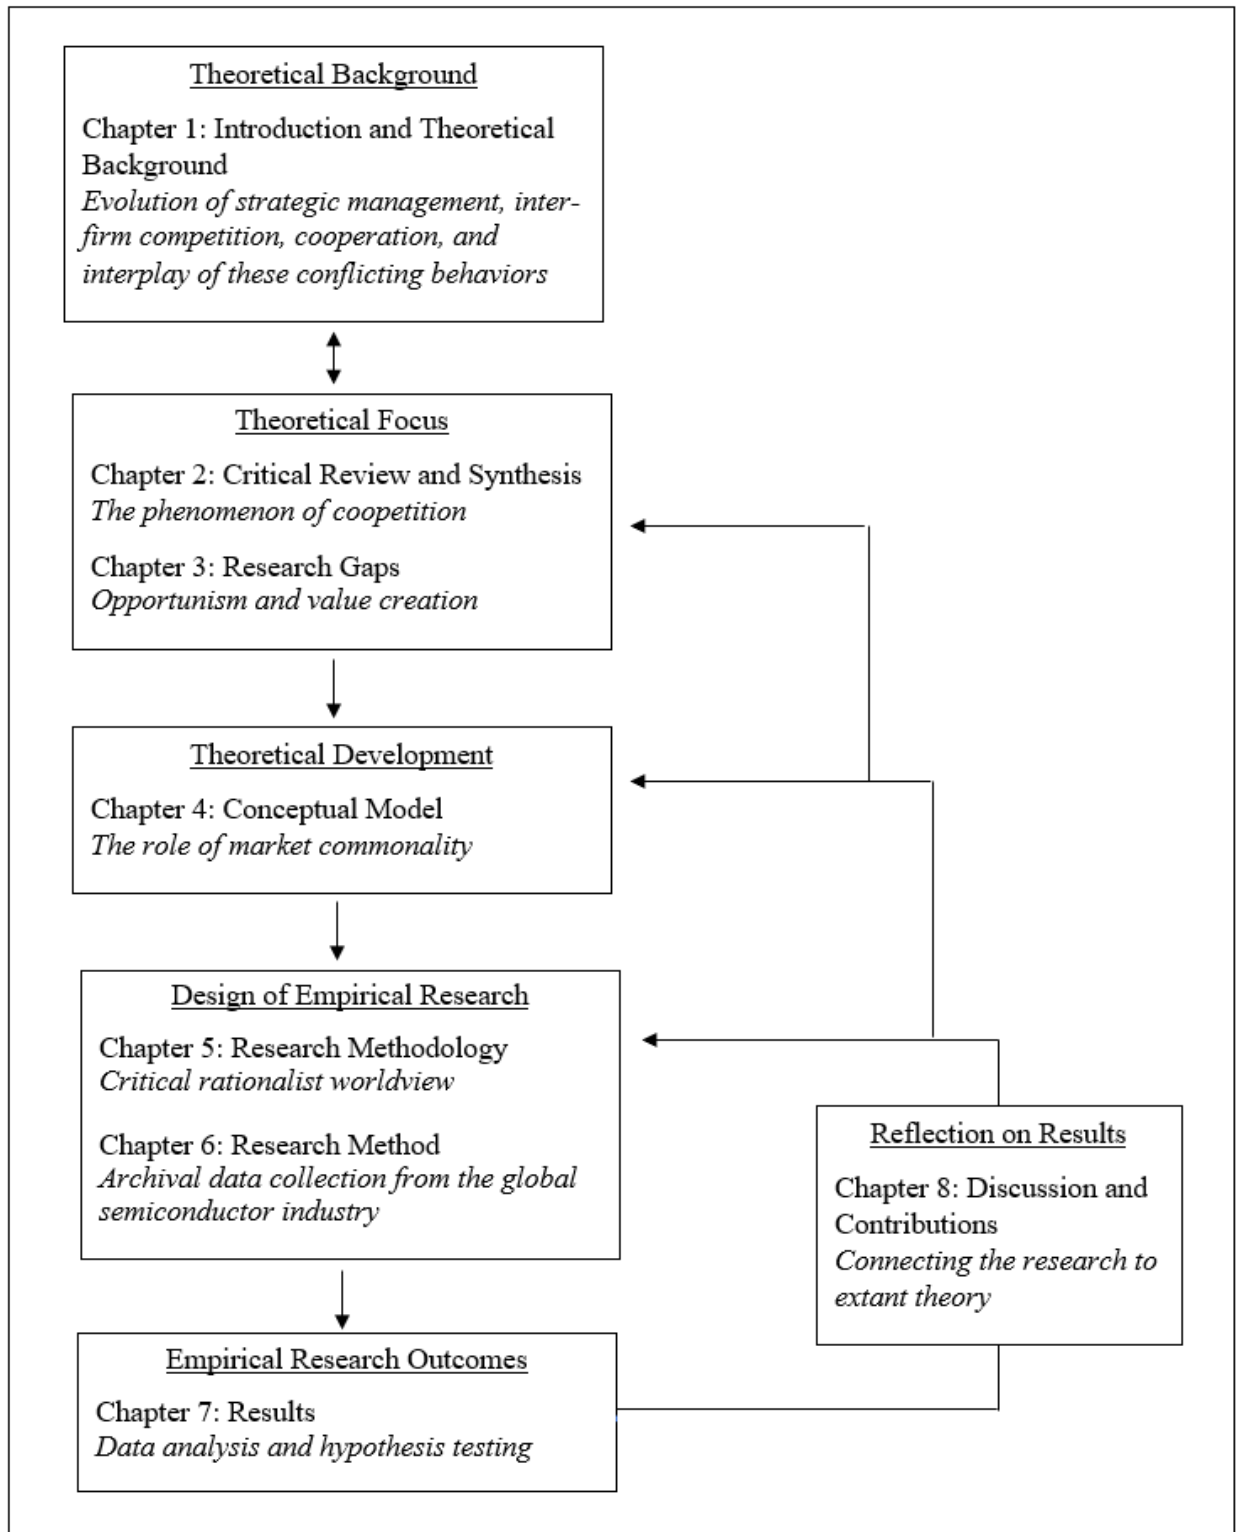 Theoretical Background
Chapter 1: Introduction and Theoretical
Background
Evolution of strategic management, inter-
firm competition, cooperation, and
interplay of these conflicting behaviors
Theoretical Focus
Chapter 2: Critical Review and Synthesis
The phenomenon of coopetition
Chapter 3: Research Gaps
Opportunism and value creation
Theoretical Development
Chapter 4: Conceptual Model
The role of market commonality
Design of Empirical Research
Chapter 5: Research Methodology
Critical rationalist worldview
Chapter 6: Research Method
Archival data collection from the global
semiconductor industry
Reflection on Results
Chapter 8: Discussion and
Contributions
Connecting the research to
extant theory
Empirical Research Outcomes
Chapter 7: Results
Data analysis and hypothesis testing